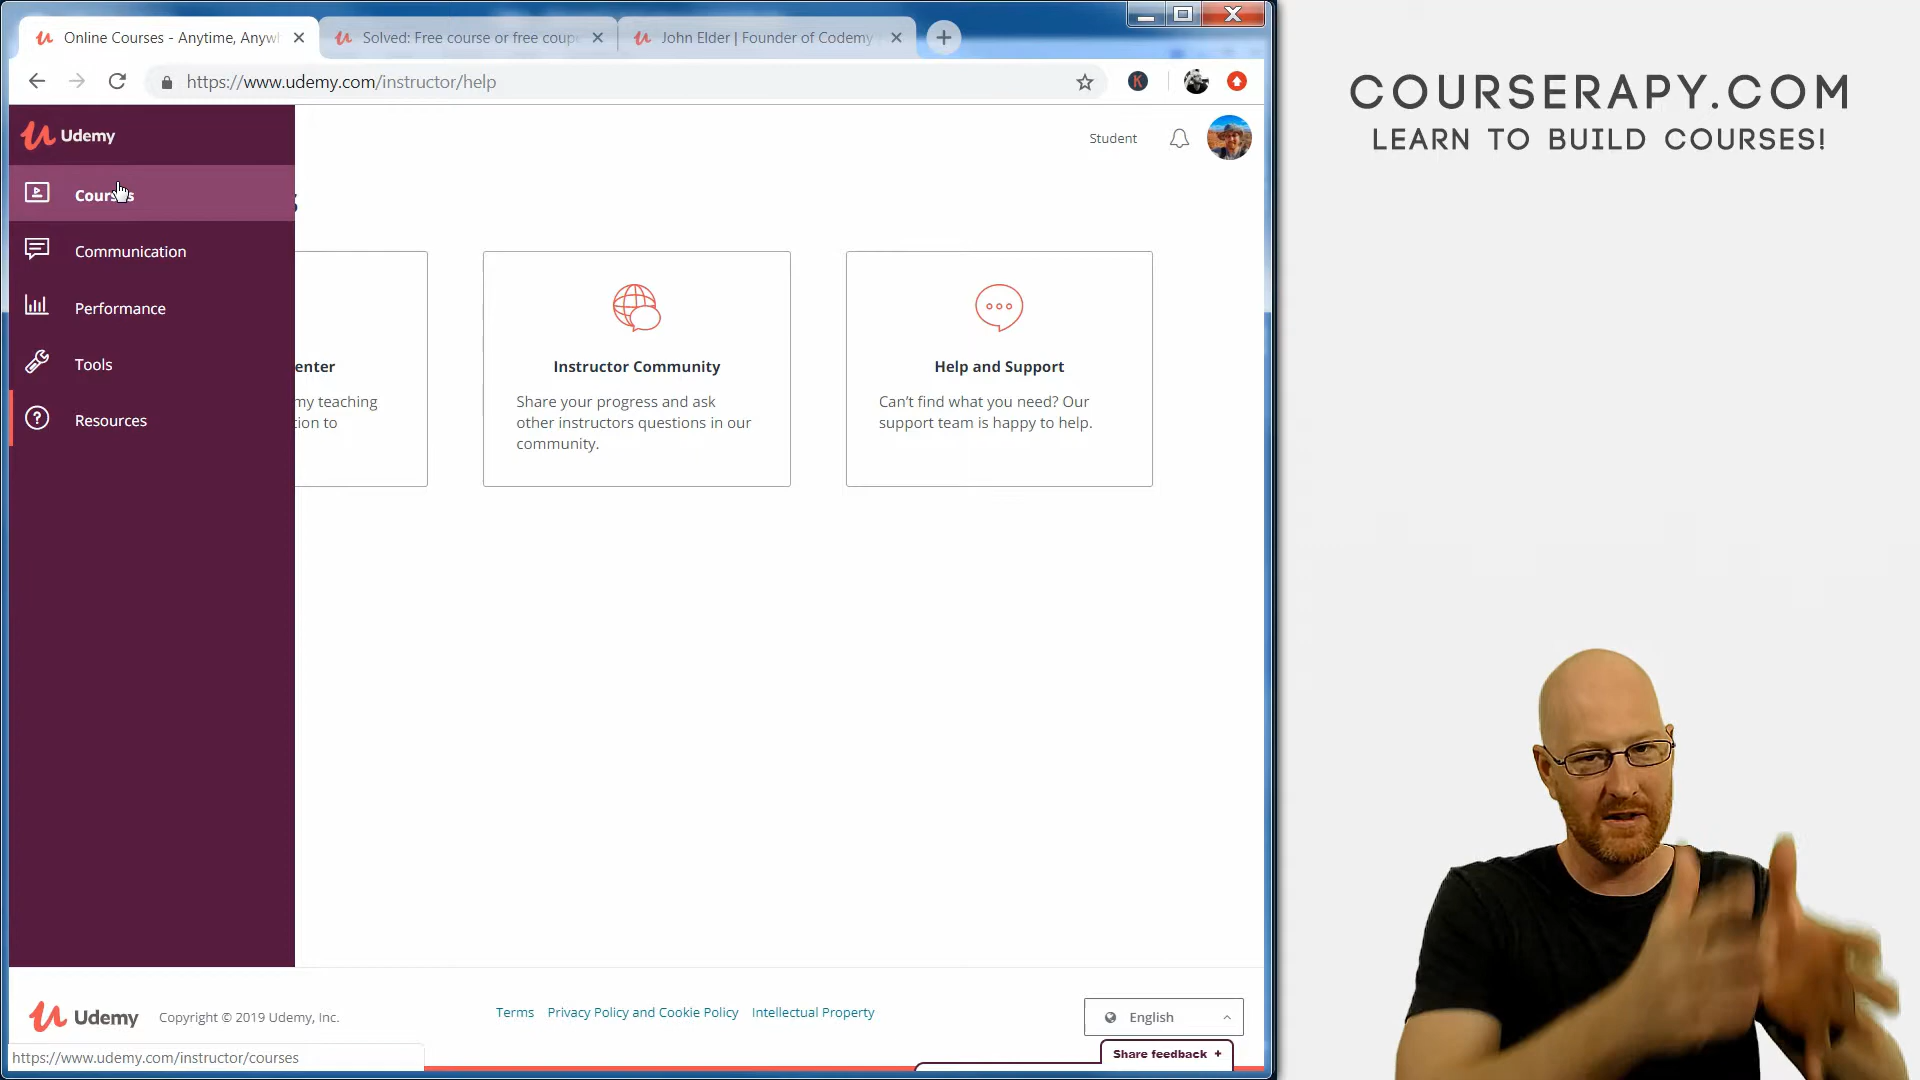 Online Courses - Anytime, Anywh
Solved: Free course or free coup
John Elder | Founder of Codemy
https://www.udemy.com/instructor/help
K
COURSERAPY.COM
LEARN TO BUILD COURSES!
Udemy
Student
Courses
Communication
Performance
Tools
Resources
enter
my teaching
tion to
Instructor Community
Share your progress and ask
other instructors questions in our
community.
Help and Support
Can't find what you need? Our
support team is happy to help.
Udemy
Copyright © 2019 Udemy, Inc.
Terms
Privacy Policy and Cookie Policy
Intellectual Property
English
Share feedback +
https://www.udemy.com/instructor/courses